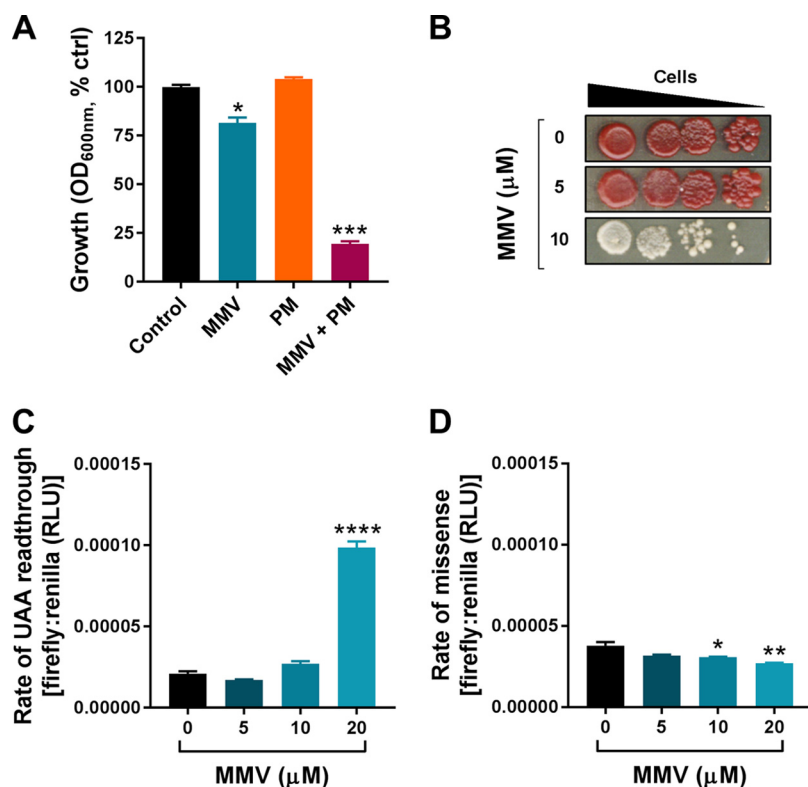 A
Growth (OD600nm, % ctrl)
125
100
75
50
25
0
*
***
Control
MMV
PM
MMV + PM
B
Cells
MMV (μM)
0
5
10
C
Rate of UAA readthrough
[firefly:renilla (RLU)]
0.00015
0.00010
0.00005
0.00000
****
0 5 10 20
MMV (μM)
D
Rate of missense
[firefly:renilla (RLU)]
0.00015
0.00010
0.00005
0.00000
* **
0 5 10 20
MMV (μM)